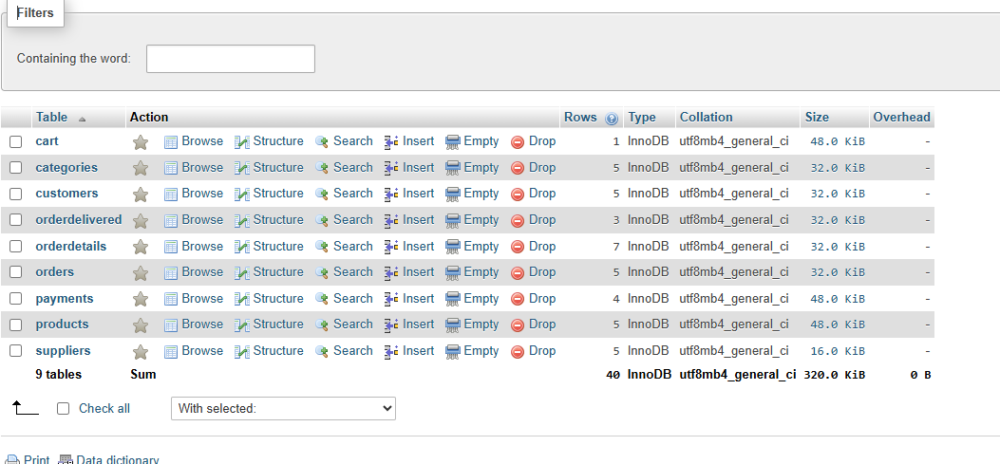 Filters
Containing the word:
Table Action Rows Type Collation Size Overhead
cart Browse Structure Search Insert Empty Drop 1 InnoDB utf8mb4_general_ci 48.0 KiB -
categories Browse Structure Search Insert Empty Drop 5 InnoDB utf8mb4_general_ci 32.0 KiB -
customers Browse Structure Search Insert Empty Drop 5 InnoDB utf8mb4_general_ci 32.0 KiB -
orderdelivered Browse Structure Search Insert Empty Drop 3 InnoDB utf8mb4_general_ci 32.0 KiB -
orderdetails Browse Structure Search Insert Empty Drop 7 InnoDB utf8mb4_general_ci 32.0 KiB -
orders Browse Structure Search Insert Empty Drop 5 InnoDB utf8mb4_general_ci 32.0 KiB -
payments Browse Structure Search Insert Empty Drop 4 InnoDB utf8mb4_general_ci 48.0 KiB -
products Browse Structure Search Insert Empty Drop 5 InnoDB utf8mb4_general_ci 48.0 KiB -
suppliers Browse Structure Search Insert Empty Drop 5 InnoDB utf8mb4_general_ci 16.0 KiB -
9 tables Sum 40 InnoDB utf8mb4_general_ci 320.0 KiB 0 B
Check all With selected:
Print Data dictionary